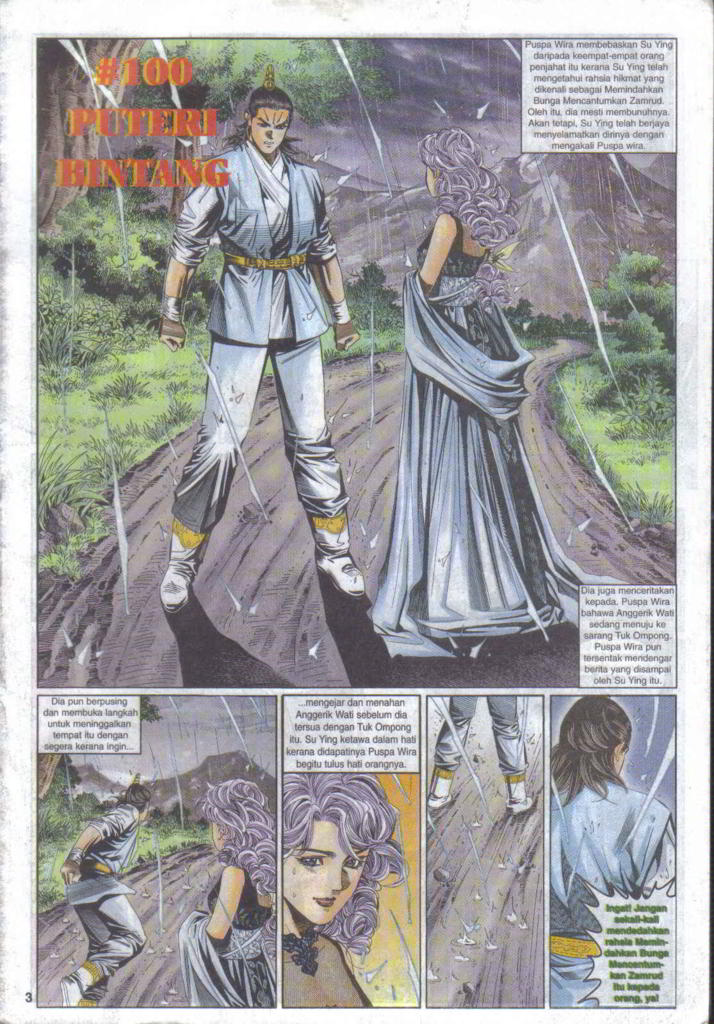 #100
PUTERI
BINTANG
Puspa Wira membebaskan Su Ying
daripada keempat-empat orang
penjahat itu kerana Su Ying telah
mengetahui rahsia hikmat yang
dikenali sebagai Memindahkan
Bunga Mencantumkan Zamrud.
Oleh itu, dia mesti membunuhnya.
Akan tetapi, Su Ying telah berjaya
menyelamatkan dirinya dengan
mengakali Puspa wira.
Dia juga menceritakan
kepada. Puspa Wira
bahawa Anggerik Wati
sedang menuju ke
sarang Tuk Ompong.
Puspa Wira pun
tersentak mendengar
berita yang disampai
oleh Su Ying itu.
Dia pun berpusing
dan membuka langkah
untuk meninggalkan
tempat itu dengan
segera kerana ingin...
...mengejar dan menahan
Anggerik Wati sebelum dia
tersua dengan Tuk Ompong
itu. Su Ying ketawa dalam hati
kerana didapatinya Puspa Wira
begitu tulus hati orangnya.
Ingat! Jangan
sekali-kali
mendedahkan
rahsia Memin-
dahkan Bunga
Mencantum-
kan Zamrud
itu kepada
orang, ya!
3